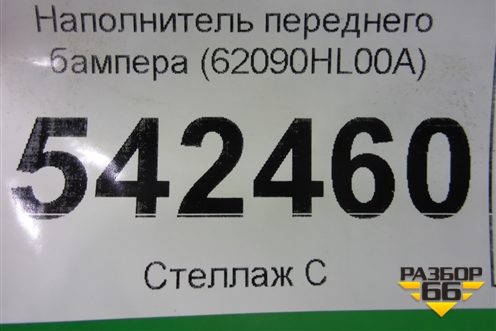 Наполнитель переднего
бампера (62090HL00A)
542460
Стеллаж С
РАЗБОР
66